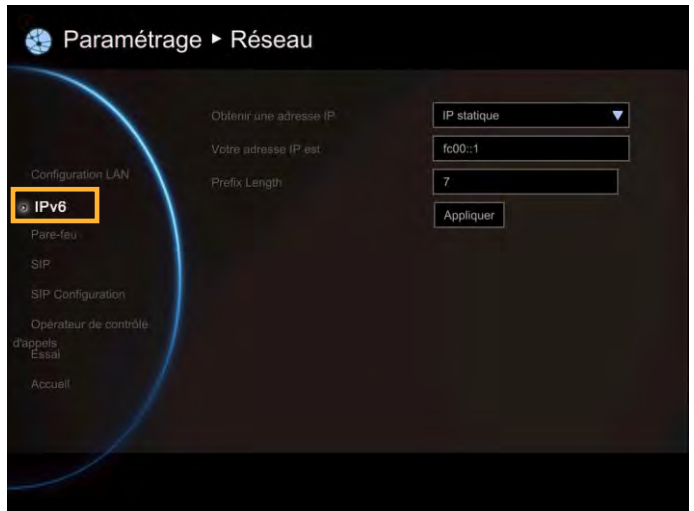 Paramétrage ► Réseau
Obtenir une adresse IP
IP statique
Votre adresse IP est
fc00::1
Prefix Length
7
Appliquer
Configuration LAN
IPv6
Pare-feu
SIP
SIP Configuration
Opérateur de contrôle
d'appels
Essai
Accueil